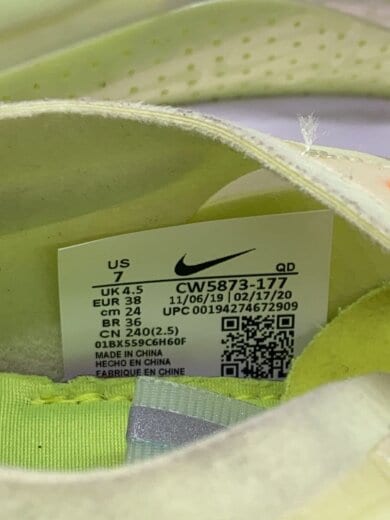 US
7
UK 4.5
EUR 38
cm 24
BR 36
CN 240(2.5)
01BX559C6H60F
MADE IN CHINA
HECHO EN CHINA
FABRIQUE EN CHINE
QD
CW5873-177
11/06/19 | 02/17/20
UPC 00194274672909